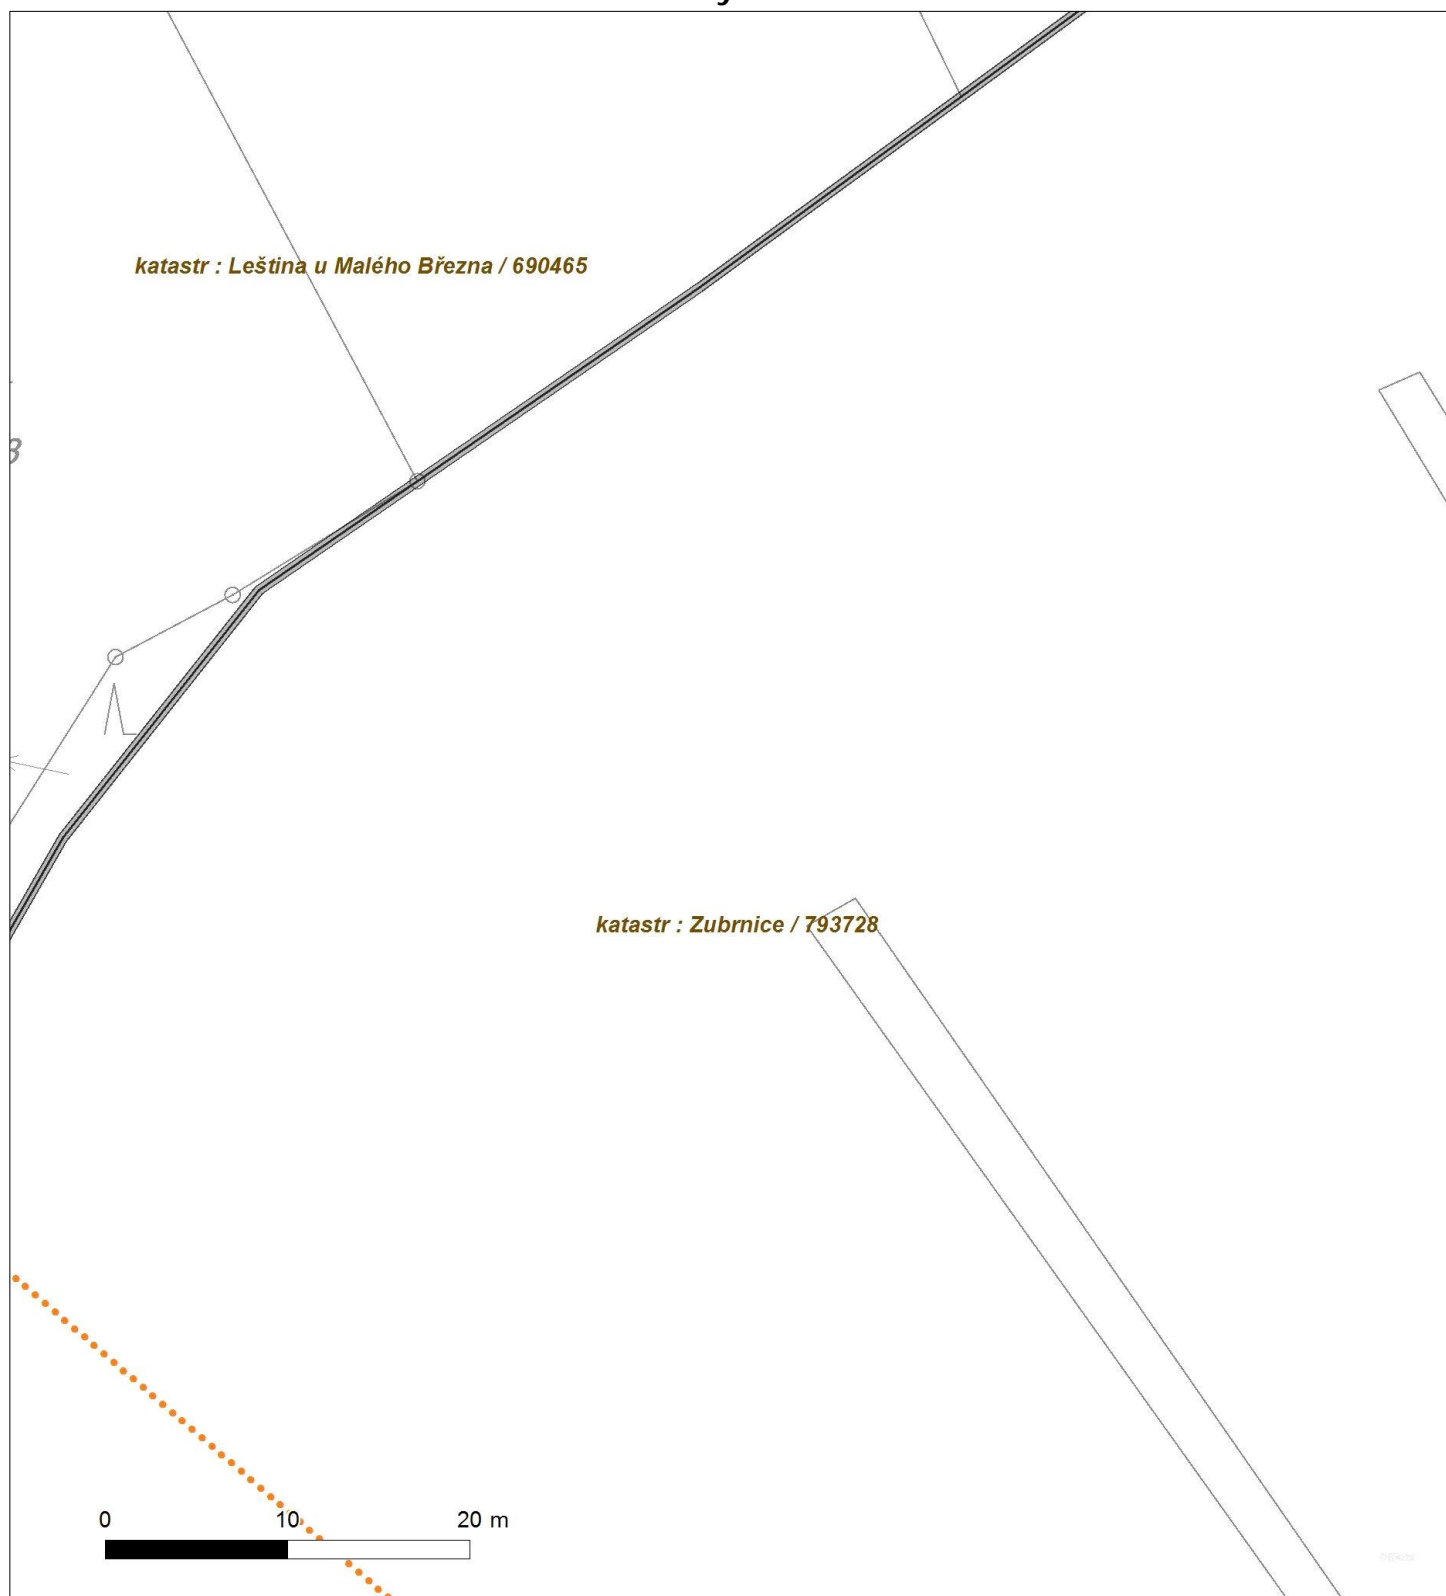 katastr : Leština u Malého Března / 690465
katastr : Zubrnice / 793728
0 10 20 m